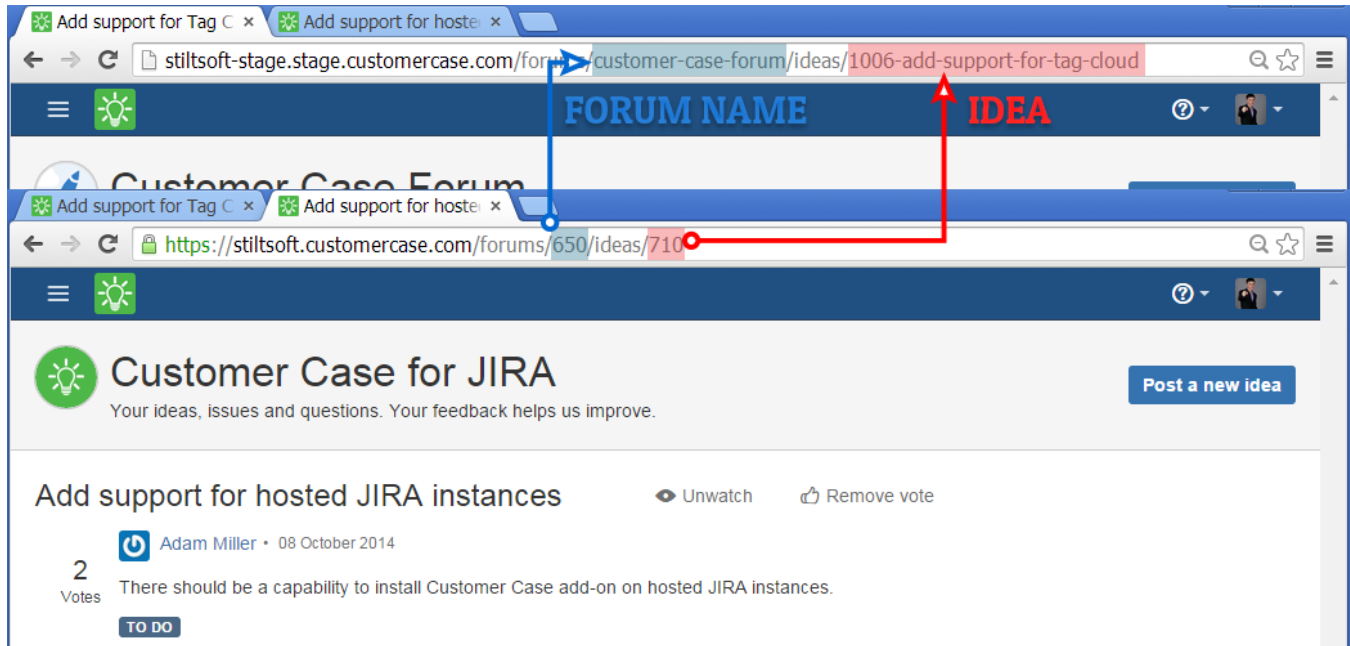 Add support for Tag C × Add support for hoste ×
stiltsoft-stage.stage.customercase.com/forums/customer-case-forum/ideas/1006-add-support-for-tag-cloud
FORUM NAME IDEA
Customer Case Forum
Add support for Tag C × Add support for hoste ×
https://stiltsoft.customercase.com/forums/650/ideas/710
Customer Case for JIRA
Your ideas, issues and questions. Your feedback helps us improve.
Post a new idea
Add support for hosted JIRA instances Unwatch Remove vote
Adam Miller • 08 October 2014
2
Votes
There should be a capability to install Customer Case add-on on hosted JIRA instances.
TO DO